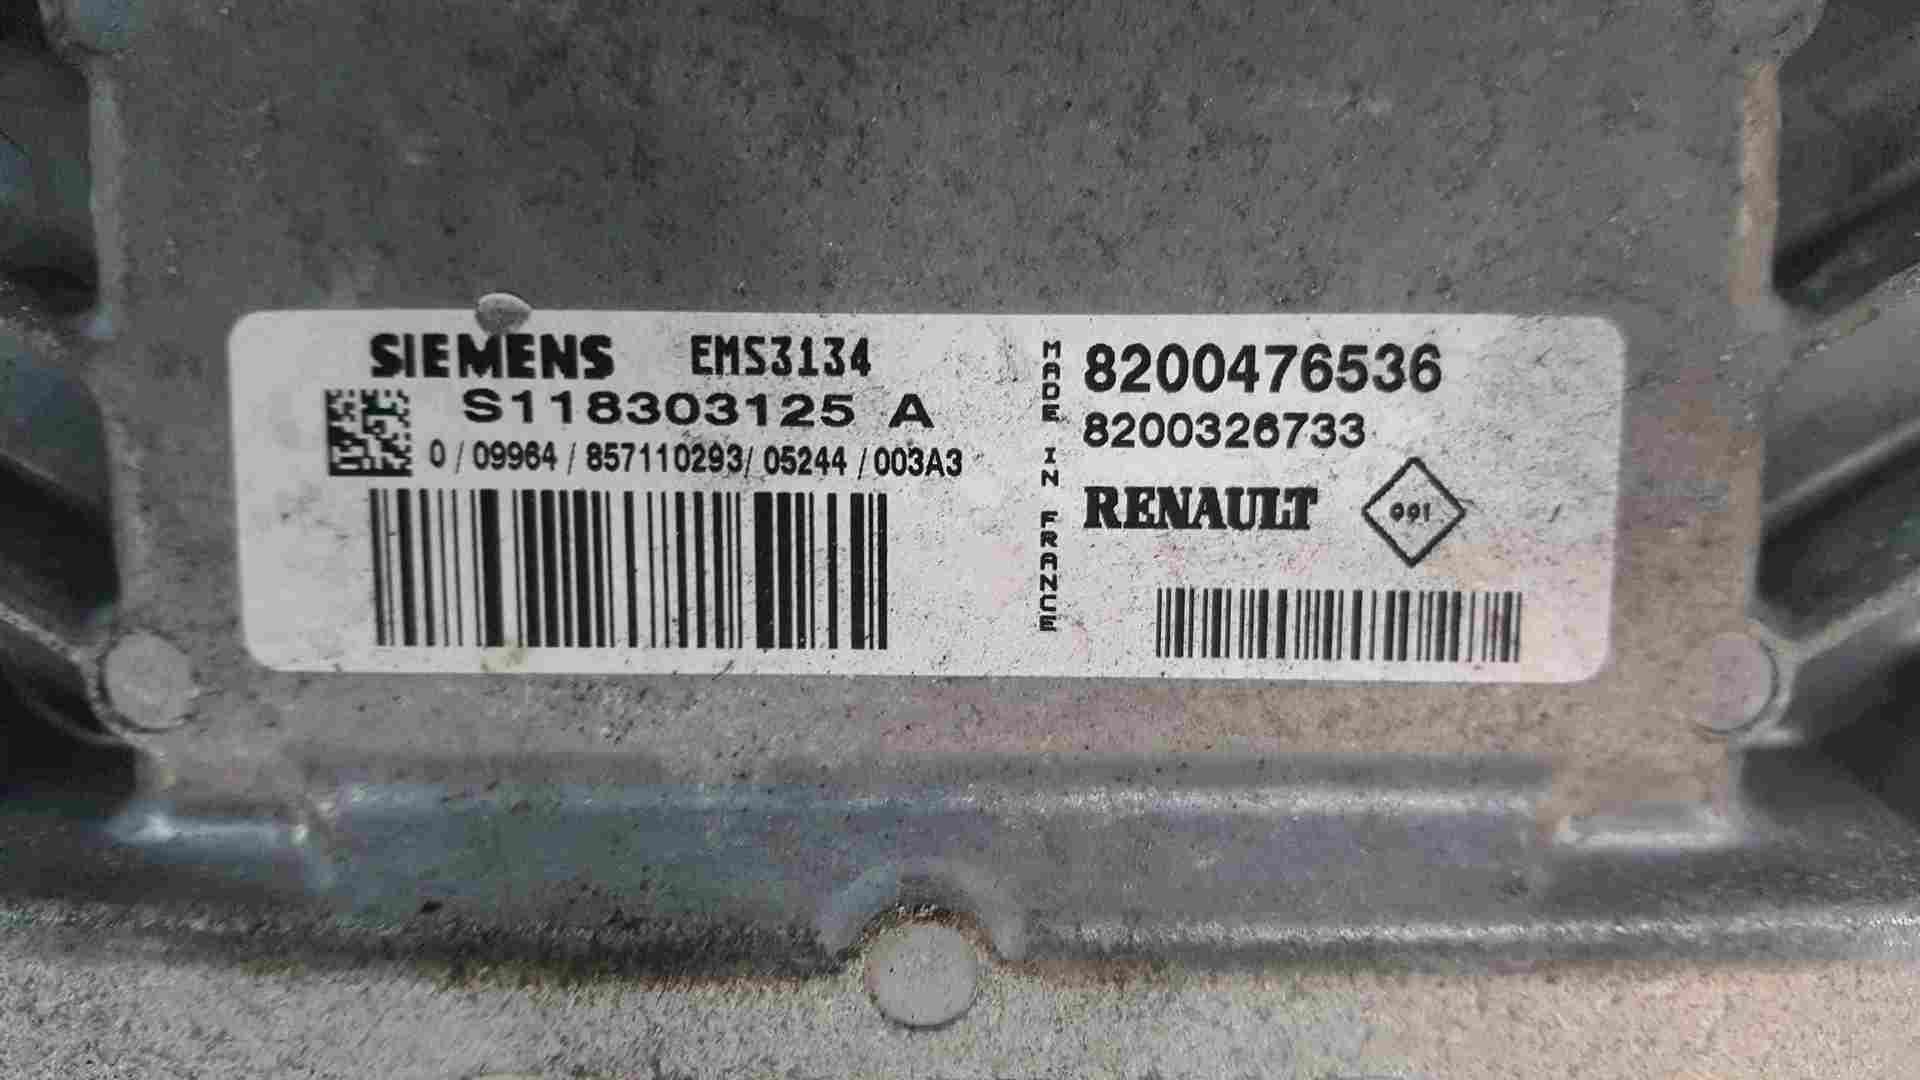 SIEMENS EMS3134
S118303125 A
0 / 09964 / 857110293 / 05244 / 003A3
MADE IN FRANCE
8200476536
8200326733
RENAULT